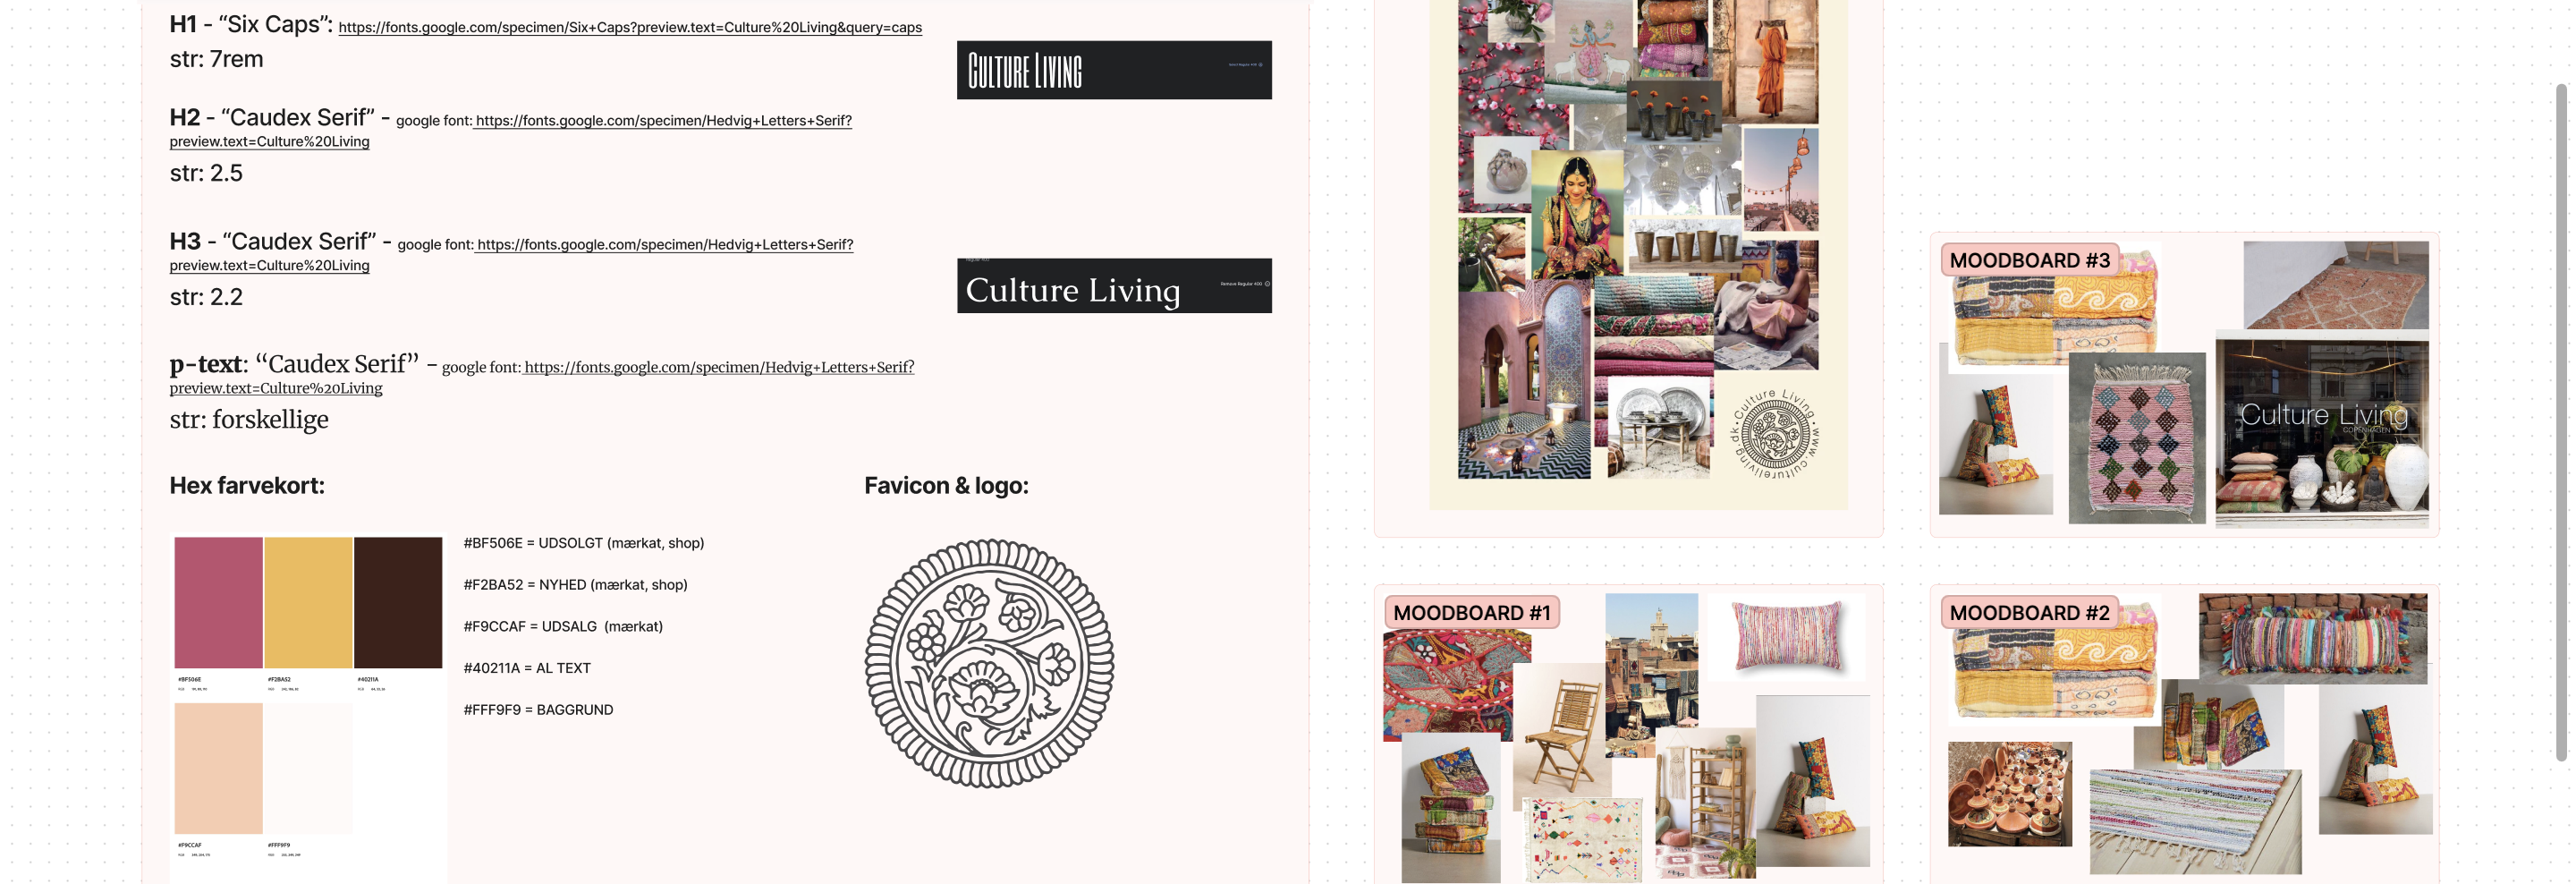 H1 - “Six Caps”: https://fonts.google.com/specimen/Six+Caps?preview.text=Culture%20Living&query=caps
str: 7rem
Culture Living
H2 - “Caudex Serif” - google font: https://fonts.google.com/specimen/Hedvig+Letters+Serif?
preview.text=Culture%20Living
str: 2.5
H3 - “Caudex Serif” - google font: https://fonts.google.com/specimen/Hedvig+Letters+Serif?
preview.text=Culture%20Living
str: 2.2
Regular 400
Culture Living
Remove Regular 400
p-text: “Caudex Serif” - google font: https://fonts.google.com/specimen/Hedvig+Letters+Serif?
preview.text=Culture%20Living
str: forskellige
Hex farvekort:
#BF506E
#F2BA52
#40211A
#F9CCAF
#FFF9F9
#BF506E = UDSOLGT (mærkat, shop)
#F2BA52 = NYHED (mærkat, shop)
#F9CCAF = UDSALG  (mærkat)
#40211A = AL TEXT
#FFF9F9 = BAGGRUND
Favicon & logo:
Culture Living • www.cultureliving.dk •
MOODBOARD #3
Culture Living
COPENHAGEN
MOODBOARD #1
MOODBOARD #2